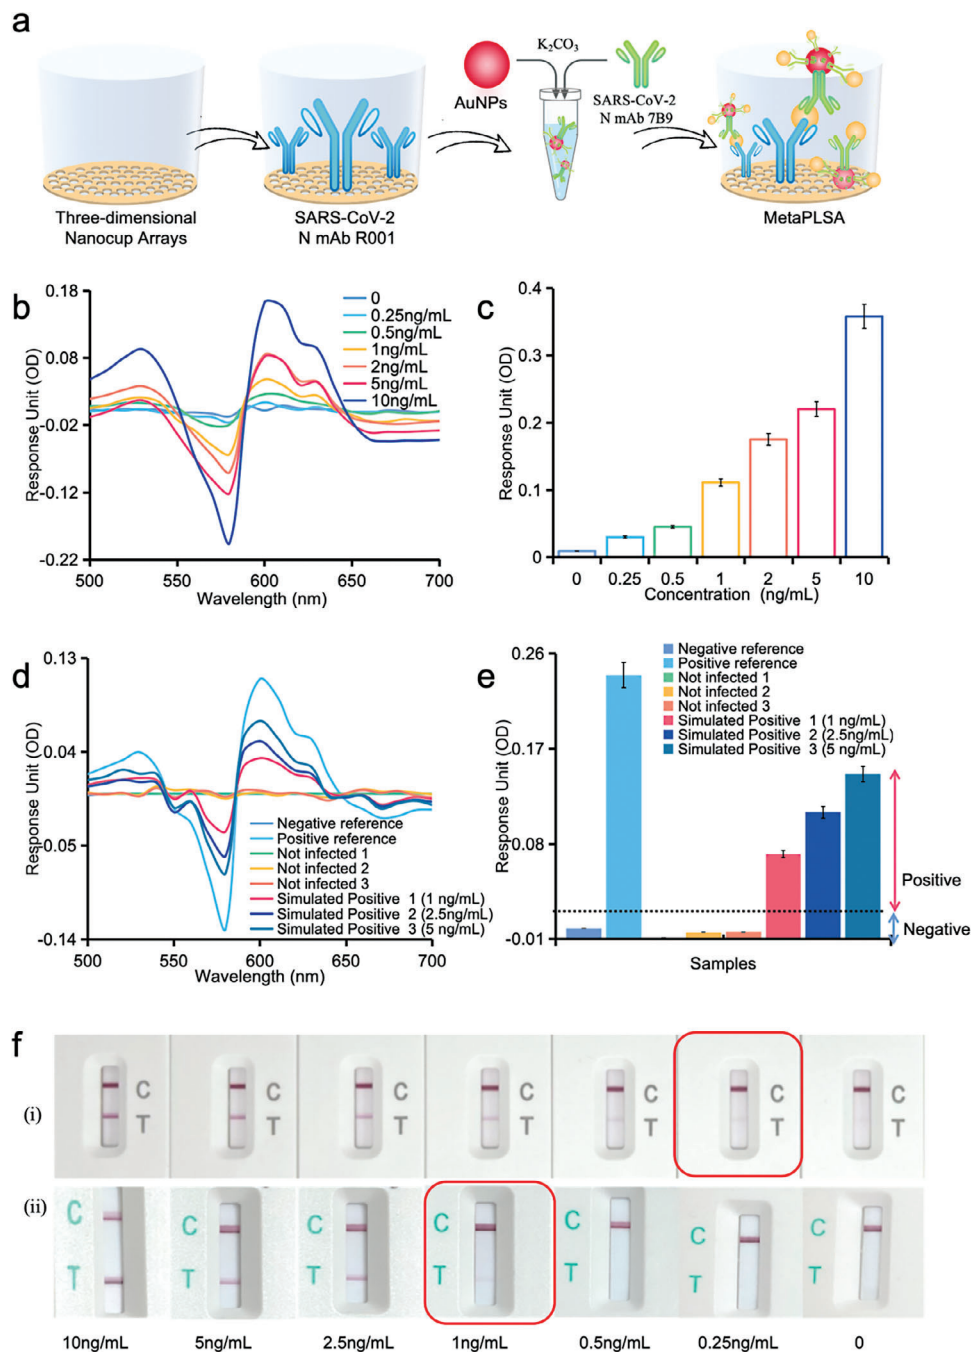 a
K₂CO₃
AuNPs
SARS-CoV-2
N mAb 7B9
Three-dimensional
Nanocup Arrays
SARS-CoV-2
N mAb R001
MetaPLSA
b
Response Unit (OD)
0.18
0.08
-0.02
-0.12
-0.22
500 550 600 650 700
Wavelength (nm)
0
0.25ng/mL
0.5ng/mL
1ng/mL
2ng/mL
5ng/mL
10ng/mL
c
Response Unit (OD)
0.4
0.3
0.2
0.1
0
0 0.25 0.5 1 2 5 10
Concentration (ng/mL)
d
Response Unit (OD)
0.13
0.04
-0.05
-0.14
500 550 600 650 700
Wavelength (nm)
Negative reference
Positive reference
Not infected 1
Not infected 2
Not infected 3
Simulated Positive 1 (1 ng/mL)
Simulated Positive 2 (2.5ng/mL)
Simulated Positive 3 (5 ng/mL)
e
Response Unit (OD)
0.26
0.17
0.08
-0.01
Samples
Negative reference
Positive reference
Not infected 1
Not infected 2
Not infected 3
Simulated Positive 1 (1 ng/mL)
Simulated Positive 2 (2.5ng/mL)
Simulated Positive 3 (5 ng/mL)
Positive
Negative
f
(i)
C C C C C C C
T T T T T T T
(ii)
C C C C C C C
T T T T T T T
10ng/mL 5ng/mL 2.5ng/mL 1ng/mL 0.5ng/mL 0.25ng/mL 0